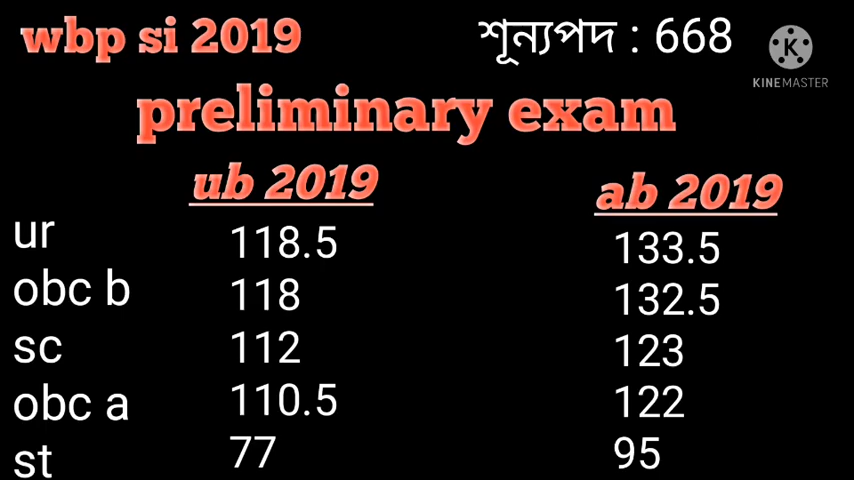 wbp si 2019
শূন্যপদ : 668
K
KINEMASTER
preliminary exam
ub 2019 ab 2019
ur 118.5 133.5
obc b 118 132.5
sc 112 123
obc a 110.5 122
st 77 95